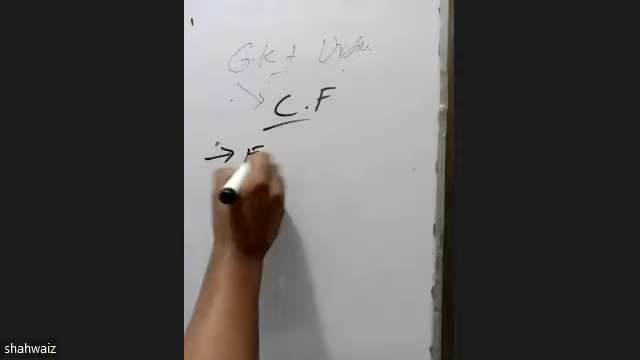 G.K + Urdu
C.F
→ F
shahwaiz